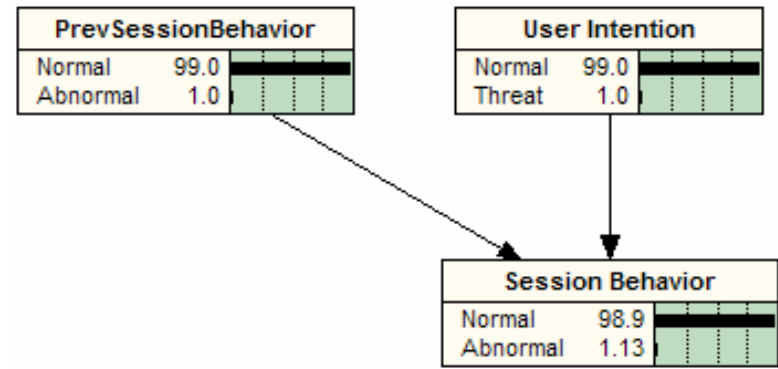 PrevSessionBehavior
Normal 99.0
Abnormal 1.0
User Intention
Normal 99.0
Threat 1.0
Session Behavior
Normal 98.9
Abnormal 1.13